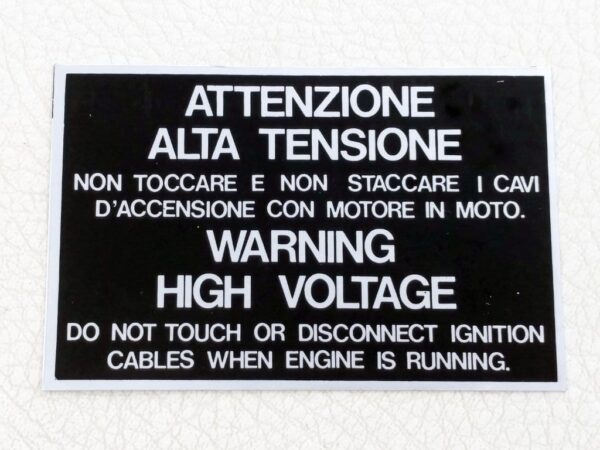 ATTENZIONE
ALTA TENSIONE
NON TOCCARE E NON STACCARE I CAVI
D'ACCENSIONE CON MOTORE IN MOTO.
WARNING
HIGH VOLTAGE
DO NOT TOUCH OR DISCONNECT IGNITION
CABLES WHEN ENGINE IS RUNNING.